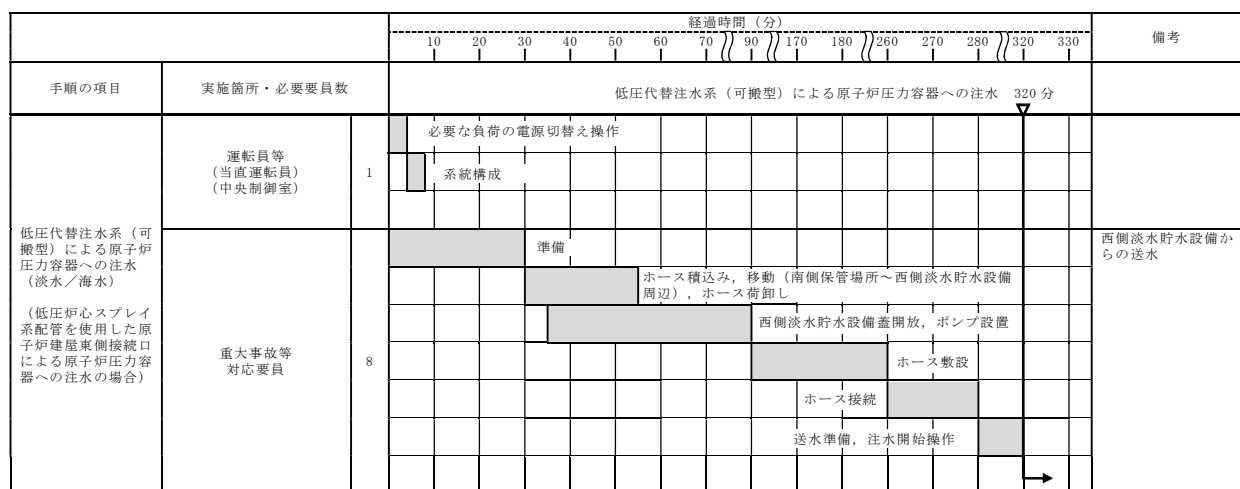 経過時間（分）
10 20 30 40 50 60 70 90 170 180 260 270 280 320 330
備考
手順の項目
実施箇所・必要要員数
低圧代替注水系（可搬型）による原子炉圧力容器への注水 320 分
運転員等
（当直運転員）
（中央制御室）
1
必要な負荷の電源切替え操作
系統構成
低圧代替注水系（可
搬型）による原子炉
圧力容器への注水
（淡水／海水）
（低圧炉心スプレイ
系配管を使用した原
子炉建屋東側接続口
による原子炉圧力容
器への注水の場合）
重大事故等
対応要員
8
準備
ホース積込み，移動（南側保管場所～西側淡水貯水設備
周辺），ホース荷卸し
西側淡水貯水設備蓋開放，ポンプ設置
ホース敷設
ホース接続
送水準備，注水開始操作
西側淡水貯水設備か
らの送水